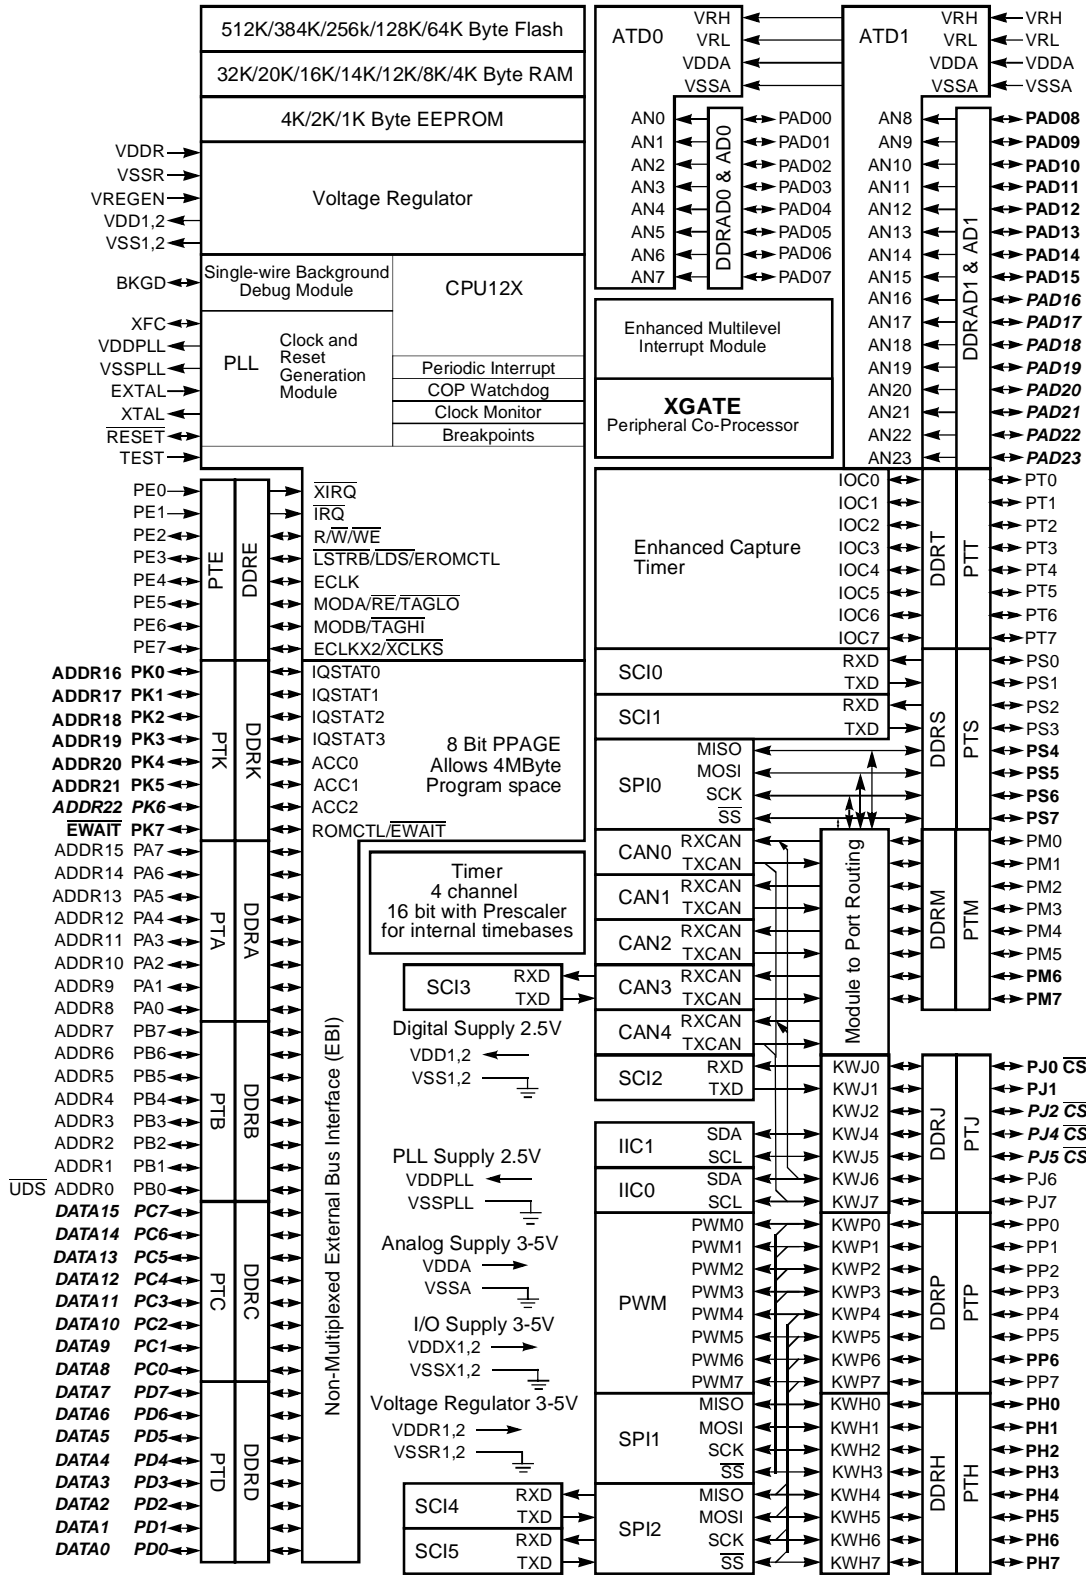 512K/384K/256k/128K/64K Byte Flash
32K/20K/16K/14K/12K/8K/4K Byte RAM
4K/2K/1K Byte EEPROM
VDDR
VSSR
VREGEN
VDD1,2
VSS1,2
Voltage Regulator
BKGD
Single-wire Background
Debug Module
CPU12X
XFC
VDDPLL
VSSPLL
EXTAL
XTAL
RESET
TEST
PLL
Clock and
Reset
Generation
Module
Periodic Interrupt
COP Watchdog
Clock Monitor
Breakpoints
PE0
PE1
PE2
PE3
PE4
PE5
PE6
PE7
PTE
DDRE
XIRQ
IRQ
R/W/WE
LSTRB/LDS/EROMCTL
ECLK
MODA/RE/TAGLO
MODB/TAGHI
ECLKX2/XCLKS
ADDR16 PK0
ADDR17 PK1
ADDR18 PK2
ADDR19 PK3
ADDR20 PK4
ADDR21 PK5
ADDR22 PK6
EWAIT PK7
PTK
DDRK
IQSTAT0
IQSTAT1
IQSTAT2
IQSTAT3
ACC0
ACC1
ACC2
ROMCTL/EWAIT
8 Bit PPAGE
Allows 4MByte
Program space
ADDR15 PA7
ADDR14 PA6
ADDR13 PA5
ADDR12 PA4
ADDR11 PA3
ADDR10 PA2
ADDR9 PA1
ADDR8 PA0
PTA
DDRA
ADDR7 PB7
ADDR6 PB6
ADDR5 PB5
ADDR4 PB4
ADDR3 PB3
ADDR2 PB2
ADDR1 PB1
UDS ADDR0 PB0
PTB
DDRB
DATA15 PC7
DATA14 PC6
DATA13 PC5
DATA12 PC4
DATA11 PC3
DATA10 PC2
DATA9 PC1
DATA8 PC0
PTC
DDRC
DATA7 PD7
DATA6 PD6
DATA5 PD5
DATA4 PD4
DATA3 PD3
DATA2 PD2
DATA1 PD1
DATA0 PD0
PTD
DDRD
Non-Multiplexed External Bus Interface (EBI)
Timer
4 channel
16 bit with Prescaler
for internal timebases
SCI3
RXD
TXD
Digital Supply 2.5V
VDD1,2
VSS1,2
PLL Supply 2.5V
VDDPLL
VSSPLL
Analog Supply 3-5V
VDDA
VSSA
I/O Supply 3-5V
VDDX1,2
VSSX1,2
Voltage Regulator 3-5V
VDDR1,2
VSSR1,2
SCI4
RXD
TXD
SCI5
RXD
TXD
ATD0
VRH
VRL
VDDA
VSSA
AN0
AN1
AN2
AN3
AN4
AN5
AN6
AN7
DDRAD0 & AD0
PAD00
PAD01
PAD02
PAD03
PAD04
PAD05
PAD06
PAD07
ATD1
VRH
VRL
VDDA
VSSA
VRH
VRL
VDDA
VSSA
AN8
AN9
AN10
AN11
AN12
AN13
AN14
AN15
AN16
AN17
AN18
AN19
AN20
AN21
AN22
AN23
DDRAD1 & AD1
PAD08
PAD09
PAD10
PAD11
PAD12
PAD13
PAD14
PAD15
PAD16
PAD17
PAD18
PAD19
PAD20
PAD21
PAD22
PAD23
Enhanced Multilevel
Interrupt Module
XGATE
Peripheral Co-Processor
Enhanced Capture
Timer
IOC0
IOC1
IOC2
IOC3
IOC4
IOC5
IOC6
IOC7
DDRT
PTT
PT0
PT1
PT2
PT3
PT4
PT5
PT6
PT7
SCI0
RXD
TXD
SCI1
RXD
TXD
SPI0
MISO
MOSI
SCK
SS
DDRS
PTS
PS0
PS1
PS2
PS3
PS4
PS5
PS6
PS7
CAN0
RXCAN
TXCAN
CAN1
RXCAN
TXCAN
CAN2
RXCAN
TXCAN
CAN3
RXCAN
TXCAN
CAN4
RXCAN
TXCAN
Module to Port Routing
DDRM
PTM
PM0
PM1
PM2
PM3
PM4
PM5
PM6
PM7
SCI2
RXD
TXD
IIC1
SDA
SCL
IIC0
SDA
SCL
KWJ0
KWJ1
KWJ2
KWJ4
KWJ5
KWJ6
KWJ7
DDRJ
PTJ
PJ0 CS
PJ1
PJ2 CS
PJ4 CS
PJ5 CS
PJ6
PJ7
PWM
PWM0
PWM1
PWM2
PWM3
PWM4
PWM5
PWM6
PWM7
KWP0
KWP1
KWP2
KWP3
KWP4
KWP5
KWP6
KWP7
DDRP
PTP
PP0
PP1
PP2
PP3
PP4
PP5
PP6
PP7
SPI1
MISO
MOSI
SCK
SS
SPI2
MISO
MOSI
SCK
SS
KWH0
KWH1
KWH2
KWH3
KWH4
KWH5
KWH6
KWH7
DDRH
PTH
PH0
PH1
PH2
PH3
PH4
PH5
PH6
PH7